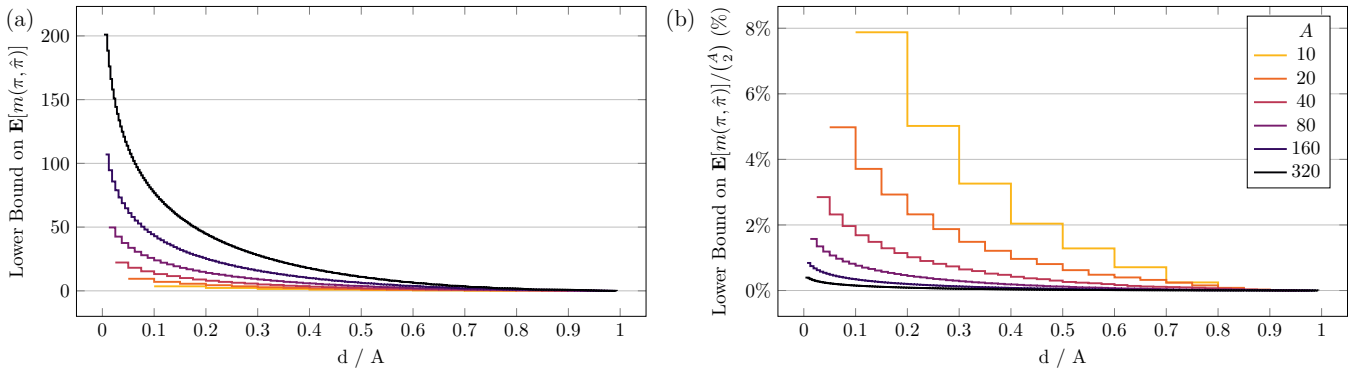 (a)
Lower Bound on E[m(π, π̂)]
200
150
100
50
0
0 0.1 0.2 0.3 0.4 0.5 0.6 0.7 0.8 0.9 1
d / A
(b)
Lower Bound on E[m(π, π̂)]/(A 2) (%)
8%
6%
4%
2%
0%
0 0.1 0.2 0.3 0.4 0.5 0.6 0.7 0.8 0.9 1
d / A
A
10
20
40
80
160
320